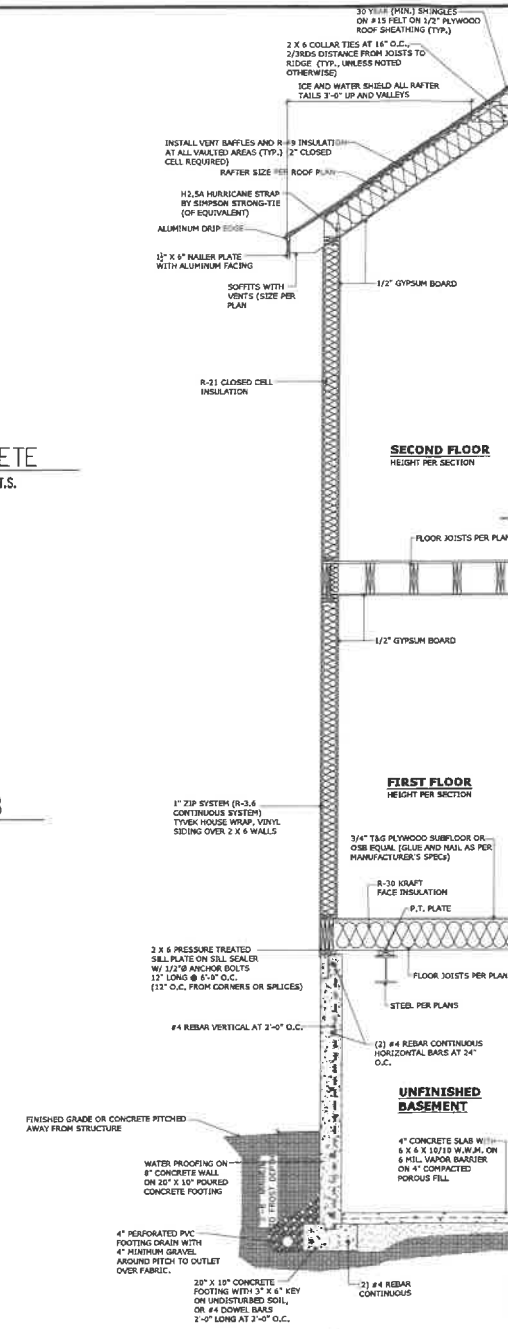 30 YEAR (MIN.) SHINGLES
ON #15 FELT ON 1/2" PLYWOOD
ROOF SHEATHING (TYP.)
2 X 6 COLLAR TIES AT 16" O.C.,
2/3RDS DISTANCE FROM JOISTS TO
RIDGE (TYP., UNLESS NOTED
OTHERWISE)
ICE AND WATER SHIELD ALL RAFTER
TAILS 3'-0" UP AND VALLEYS
INSTALL VENT BAFFLES AND INSULATION
AT ALL VAULTED AREAS (TYP.) 2" CLOSED
CELL REQUIRED)
RAFTER SIZE PER ROOF PLAN
H2.5A HURRICANE STRAP
BY SIMPSON STRONG-TIE
(OF EQUIVALENT)
ALUMINUM DRIP EDGE
X 6" NAILER PLATE
WITH ALUMINUM FACING
SOFFITS WITH
VENTS (SIZE PER
PLAN
1/2" GYPSUM BOARD
R-21 CLOSED CELL
INSULATION
ETE
T.S.
SECOND FLOOR
HEIGHT PER SECTION
FLOOR JOISTS PER PLAN
1/2" GYPSUM BOARD
FIRST FLOOR
HEIGHT PER SECTION
1" ZIP SYSTEM (R-3.6
CONTINUOUS SYSTEM)
TYVEK HOUSE WRAP, VINYL
SIDING OVER 2 X 6 WALLS
3/4" T&G PLYWOOD SUBFLOOR OR
OSB EQUAL (GLUE AND NAIL AS PER
MANUFACTURER'S SPECs)
R-30 KRAFT
FACE INSULATION
P.T. PLATE
2 X 6 PRESSURE TREATED
SILL PLATE ON SILL SEALER
W/ 1/2"Ø ANCHOR BOLTS
12" LONG @ 6'-0" O.C.
(12" O.C. FROM CORNERS OR SPLICES)
FLOOR JOISTS PER PLAN
STEEL PER PLANS
#4 REBAR VERTICAL AT 2'-0" O.C.
(2) #4 REBAR CONTINUOUS
HORIZONTAL BARS AT 24"
O.C.
UNFINISHED
BASEMENT
FINISHED GRADE OR CONCRETE PITCHED
AWAY FROM STRUCTURE
4" CONCRETE SLAB WITH
6 X 6 X 10/10 W.W.M. ON
6 MIL. VAPOR BARRIER
ON 4" COMPACTED
POROUS FILL
WATER PROOFING ON
8" CONCRETE WALL
ON 20" X 10" POURED
CONCRETE FOOTING
FROST DEPTH
4" PERFORATED PVC
FOOTING DRAIN WITH
4" MINIMUM GRAVEL
AROUND PITCH TO OUTLET
OVER FABRIC.
20" X 10" CONCRETE
FOOTING WITH 3" X 6" KEY
ON UNDISTURBED SOIL,
OR #4 DOWEL BARS
2'-0" LONG AT 2'-0" O.C.
2) #4 REBAR
CONTINUOUS